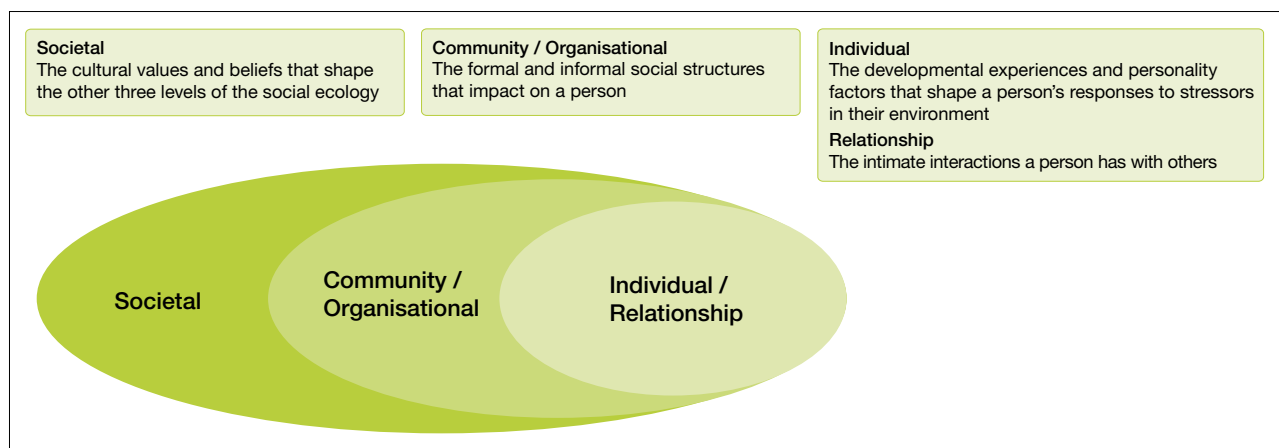 Societal
The cultural values and beliefs that shape
the other three levels of the social ecology
Community / Organisational
The formal and informal social structures
that impact on a person
Individual
The developmental experiences and personality
factors that shape a person's responses to stressors
in their environment
Relationship
The intimate interactions a person has with others
Societal
Community /
Organisational
Individual /
Relationship